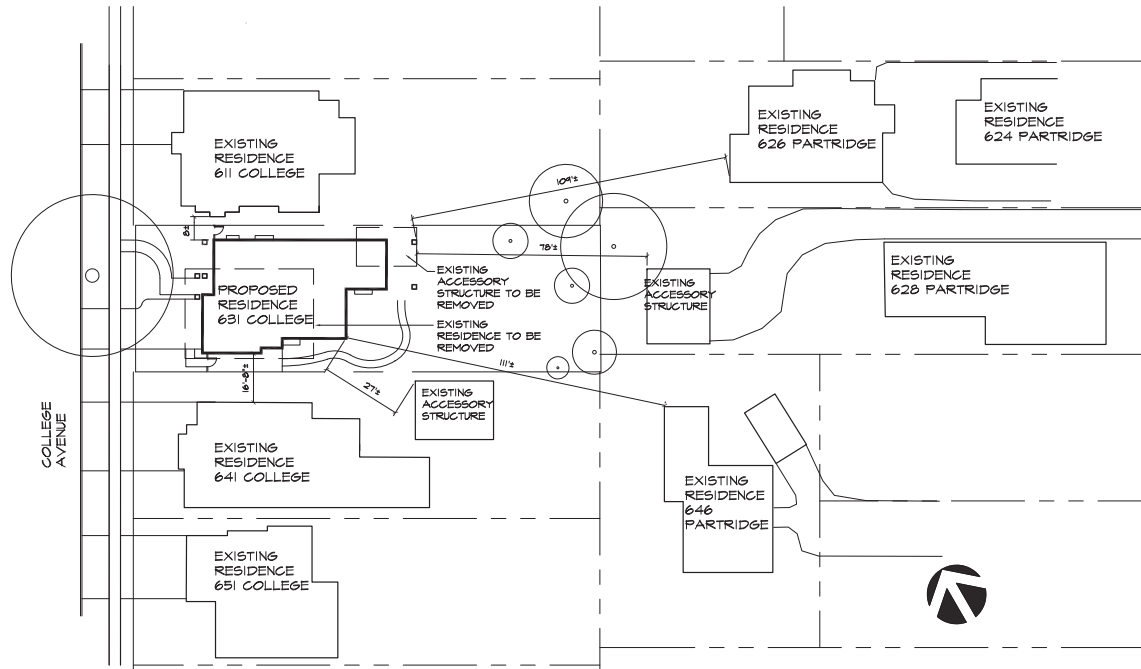 EXISTING
RESIDENCE
611 COLLEGE
EXISTING
RESIDENCE
626 PARTRIDGE
EXISTING
RESIDENCE
624 PARTRIDGE
109'±
8'±
78'±
EXISTING
ACCESSORY
STRUCTURE TO BE
REMOVED
EXISTING
RESIDENCE TO BE
REMOVED
PROPOSED
RESIDENCE
631 COLLEGE
EXISTING
ACCESSORY
STRUCTURE
EXISTING
RESIDENCE
628 PARTRIDGE
16'-8"±
27'±
111'±
EXISTING
ACCESSORY
STRUCTURE
COLLEGE
AVENUE
EXISTING
RESIDENCE
641 COLLEGE
EXISTING
RESIDENCE
646
PARTRIDGE
EXISTING
RESIDENCE
651 COLLEGE